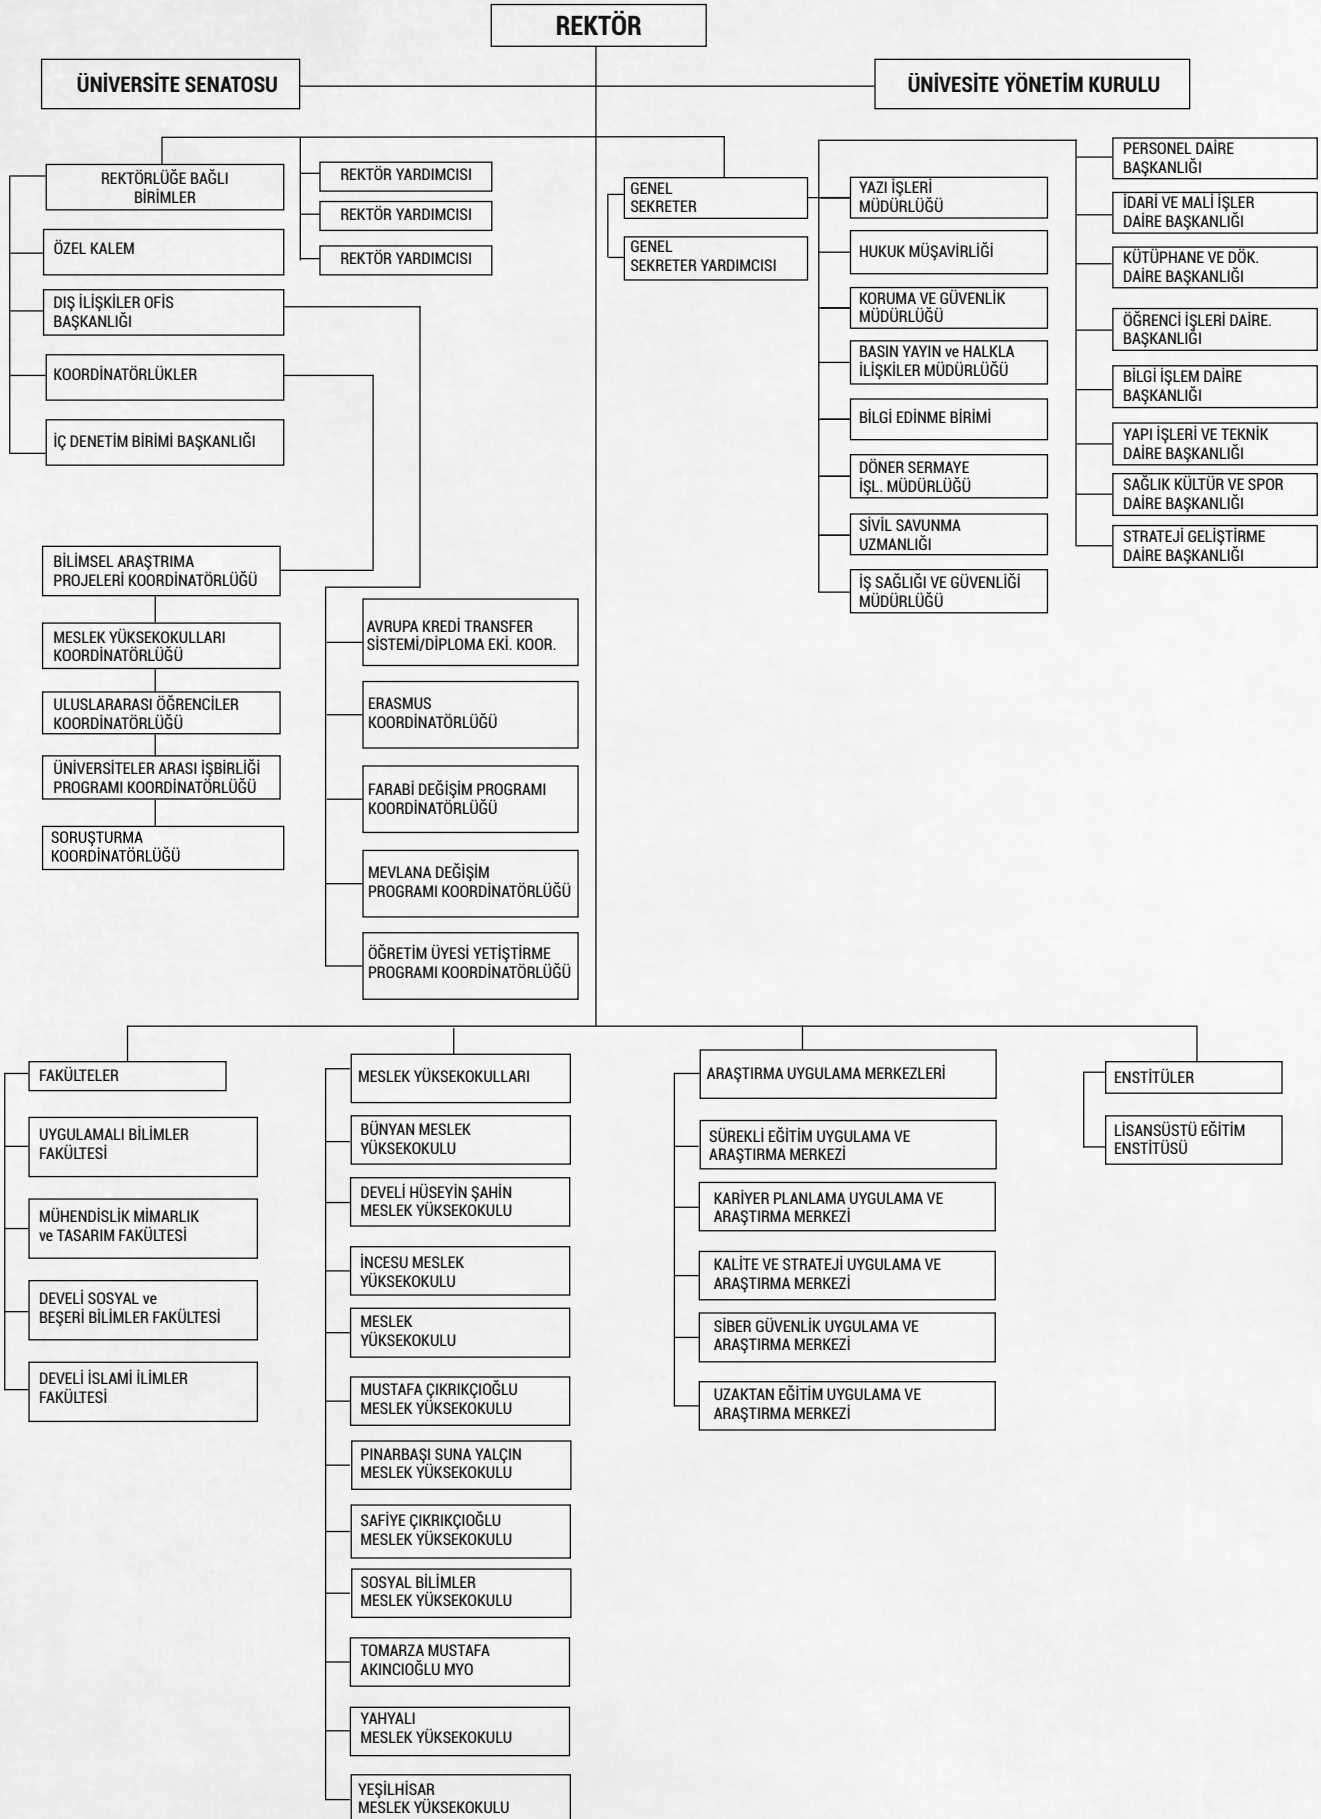 REKTÖR
ÜNİVERSİTE SENATOSU
ÜNİVESİTE YÖNETİM KURULU
REKTÖRLÜĞE BAĞLI
BİRİMLER
ÖZEL KALEM
DIŞ İLİŞKİLER OFİS
BAŞKANLIĞI
KOORDİNATÖRLÜKLER
İÇ DENETİM BİRİMİ BAŞKANLIĞI
REKTÖR YARDIMCISI
REKTÖR YARDIMCISI
REKTÖR YARDIMCISI
GENEL
SEKRETER
GENEL
SEKRETER YARDIMCISI
YAZI İŞLERİ
MÜDÜRLÜĞÜ
HUKUK MÜŞAVİRLİĞİ
KORUMA VE GÜVENLİK
MÜDÜRLÜĞÜ
BASIN YAYIN ve HALKLA
İLİŞKİLER MÜDÜRLÜĞÜ
BİLGİ EDİNME BİRİMİ
DÖNER SERMAYE
İŞL. MÜDÜRLÜĞÜ
SİVİL SAVUNMA
UZMANLIĞI
İŞ SAĞLIĞI VE GÜVENLİĞİ
MÜDÜRLÜĞÜ
PERSONEL DAİRE
BAŞKANLIĞI
İDARİ VE MALİ İŞLER
DAİRE BAŞKANLIĞI
KÜTÜPHANE VE DÖK.
DAİRE BAŞKANLIĞI
ÖĞRENCİ İŞLERİ DAİRE.
BAŞKANLIĞI
BİLGİ İŞLEM DAİRE
BAŞKANLIĞI
YAPI İŞLERİ VE TEKNİK
DAİRE BAŞKANLIĞI
SAĞLIK KÜLTÜR VE SPOR
DAİRE BAŞKANLIĞI
STRATEJİ GELİŞTİRME
DAİRE BAŞKANLIĞI
BİLİMSEL ARAŞTRIMA
PROJELERİ KOORDİNATÖRLÜĞÜ
MESLEK YÜKSEKOKULLARI
KOORDİNATÖRLÜĞÜ
ULUSLARARASI ÖĞRENCİLER
KOORDİNATÖRLÜĞÜ
ÜNİVERSİTELER ARASI İŞBİRLİĞİ
PROGRAMI KOORDİNATÖRLÜĞÜ
SORUŞTURMA
KOORDİNATÖRLÜĞÜ
AVRUPA KREDİ TRANSFER
SİSTEMİ/DİPLOMA EKİ. KOOR.
ERASMUS
KOORDİNATÖRLÜĞÜ
FARABİ DEĞİŞİM PROGRAMI
KOORDİNATÖRLÜĞÜ
MEVLANA DEĞİŞİM
PROGRAMI KOORDİNATÖRLÜĞÜ
ÖĞRETİM ÜYESİ YETİŞTİRME
PROGRAMI KOORDİNATÖRLÜĞÜ
FAKÜLTELER
UYGULAMALI BİLİMLER
FAKÜLTESİ
MÜHENDİSLİK MİMARLIK
ve TASARIM FAKÜLTESİ
DEVELİ SOSYAL ve
BEŞERİ BİLİMLER FAKÜLTESİ
DEVELİ İSLAMİ İLİMLER
FAKÜLTESİ
MESLEK YÜKSEKOKULLARI
BÜNYAN MESLEK
YÜKSEKOKULU
DEVELİ HÜSEYİN ŞAHİN
MESLEK YÜKSEKOKULU
İNCESU MESLEK
YÜKSEKOKULU
MESLEK
YÜKSEKOKULU
MUSTAFA ÇIKRIKÇIOĞLU
MESLEK YÜKSEKOKULU
PINARBAŞI SUNA YALÇIN
MESLEK YÜKSEKOKULU
SAFİYE ÇIKRIKÇIOĞLU
MESLEK YÜKSEKOKULU
SOSYAL BİLİMLER
MESLEK YÜKSEKOKULU
TOMARZA MUSTAFA
AKINCIOĞLU MYO
YAHYALI
MESLEK YÜKSEKOKULU
YEŞİLHİSAR
MESLEK YÜKSEKOKULU
ARAŞTIRMA UYGULAMA MERKEZLERİ
SÜREKLİ EĞİTİM UYGULAMA VE
ARAŞTIRMA MERKEZİ
KARİYER PLANLAMA UYGULAMA VE
ARAŞTIRMA MERKEZİ
KALİTE VE STRATEJİ UYGULAMA VE
ARAŞTIRMA MERKEZİ
SİBER GÜVENLİK UYGULAMA VE
ARAŞTIRMA MERKEZİ
UZAKTAN EĞİTİM UYGULAMA VE
ARAŞTIRMA MERKEZİ
ENSTİTÜLER
LİSANSÜSTÜ EĞİTİM
ENSTİTÜSÜ